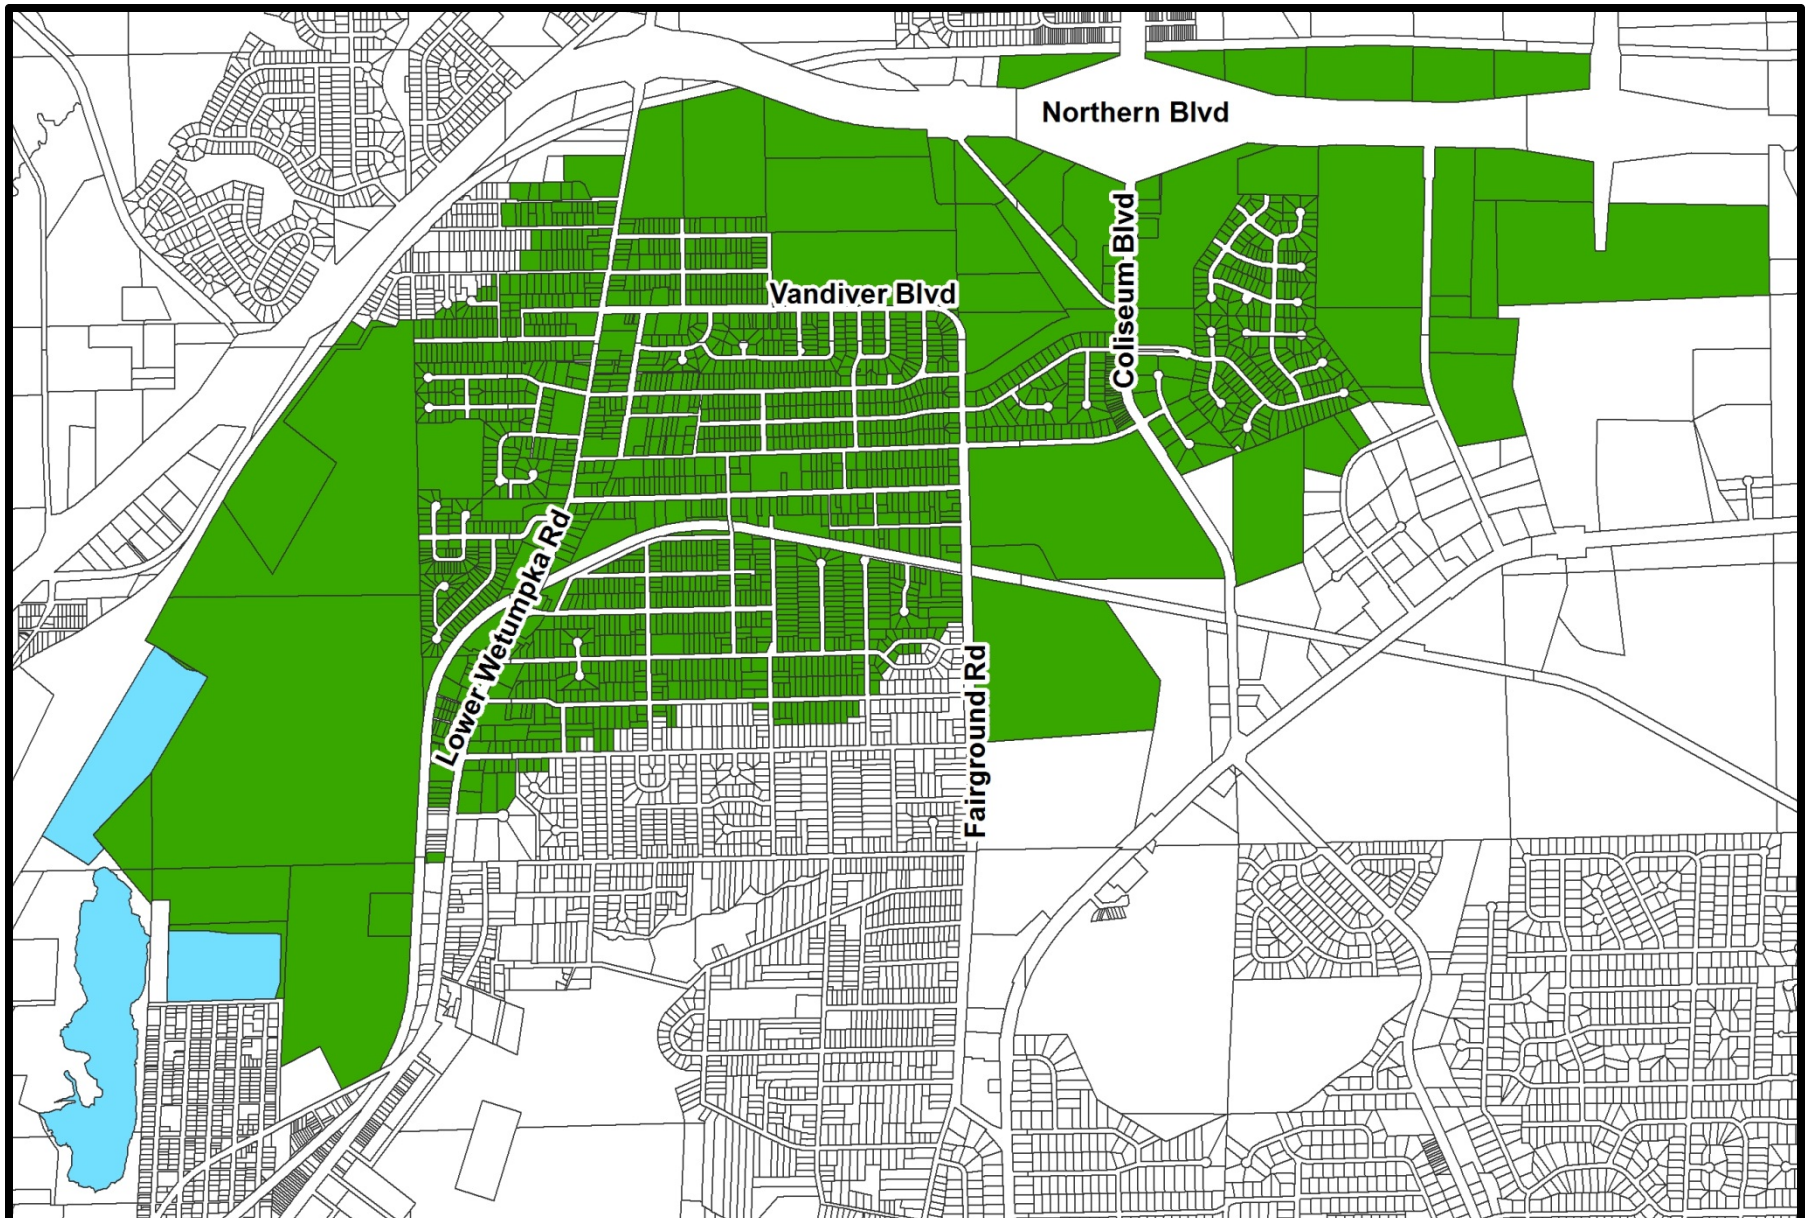 Northern Blvd
Vandiver Blvd
Coliseum Blvd
Lower Wetumpka Rd
Fairground Rd